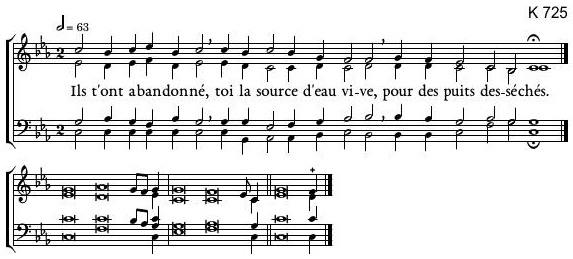 K 725
= 63
Ils t'ont abandonné, toi la source d'eau vi-ve, pour des puits des-séchés.